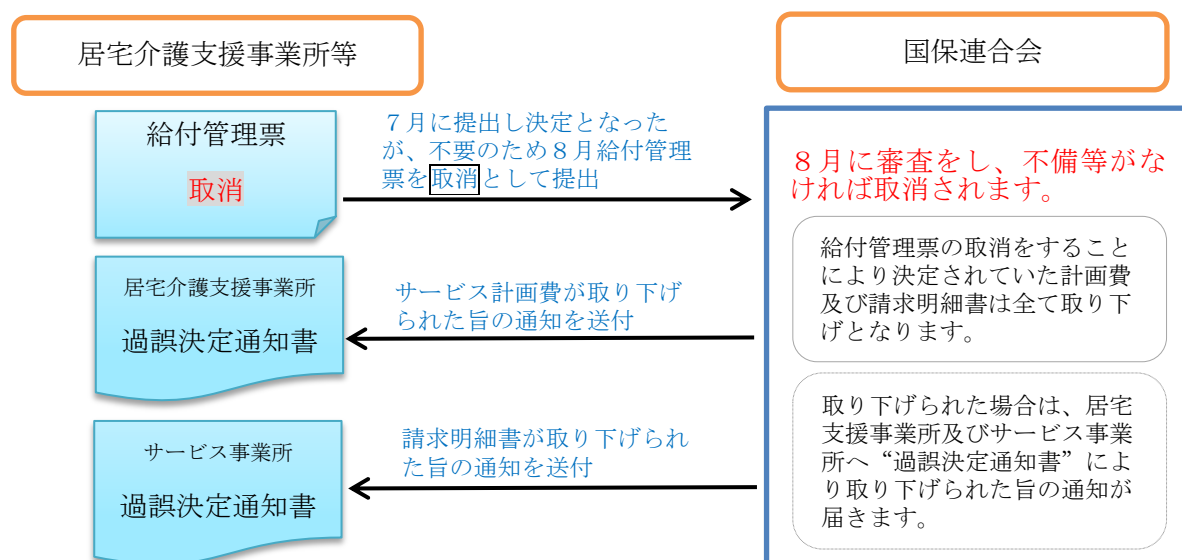 居宅介護支援事業所等
国保連合会
給付管理票
取消
７月に提出し決定となった
が、不要のため８月給付管理
票を取消として提出
８月に審査をし、不備等がな
ければ取消されます。
給付管理票の取消をすること
により決定されていた計画費
及び請求明細書は全て取り下
げとなります。
居宅介護支援事業所
過誤決定通知書
サービス計画費が取り下げ
られた旨の通知を送付
取り下げられた場合は、居宅
支援事業所及びサービス事業
所へ“過誤決定通知書”によ
り取り下げられた旨の通知が
届きます。
サービス事業所
過誤決定通知書
請求明細書が取り下げられ
た旨の通知を送付